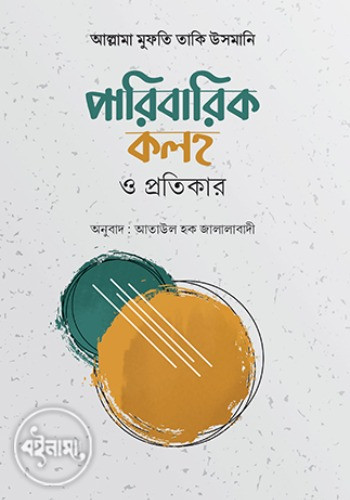 আল্লামা মুফতি তাকি উসমানি
পারিবারিক
কলহ
ও প্রতিকার
অনুবাদ : আতাউল হক জালালাবাদী
বইনামা